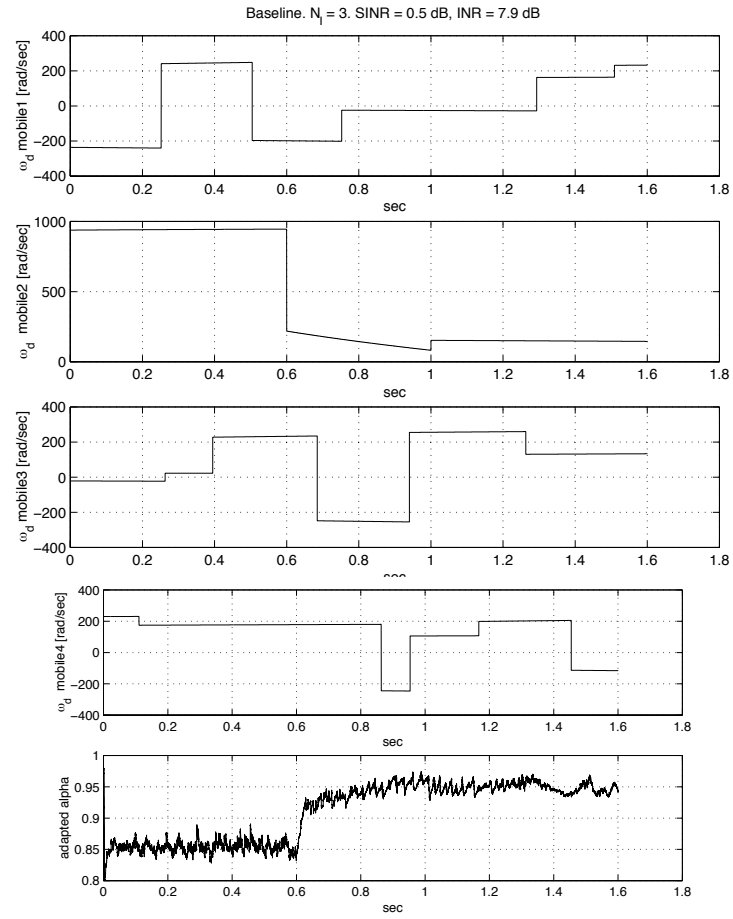 Baseline. N_l = 3. SINR = 0.5 dB, INR = 7.9 dB
400
200
0
−200
−400
ω_d mobile1 [rad/sec]
0 0.2 0.4 0.6 0.8 1 1.2 1.4 1.6 1.8
sec
1000
500
0
ω_d mobile2 [rad/sec]
0 0.2 0.4 0.6 0.8 1 1.2 1.4 1.6 1.8
sec
400
200
0
−200
−400
ω_d mobile3 [rad/sec]
0 0.2 0.4 0.6 0.8 1 1.2 1.4 1.6 1.8
sec
400
200
0
−200
−400
ω_d mobile4 [rad/sec]
0 0.2 0.4 0.6 0.8 1 1.2 1.4 1.6 1.8
sec
1
0.95
0.9
0.85
0.8
adapted alpha
0 0.2 0.4 0.6 0.8 1 1.2 1.4 1.6 1.8
sec